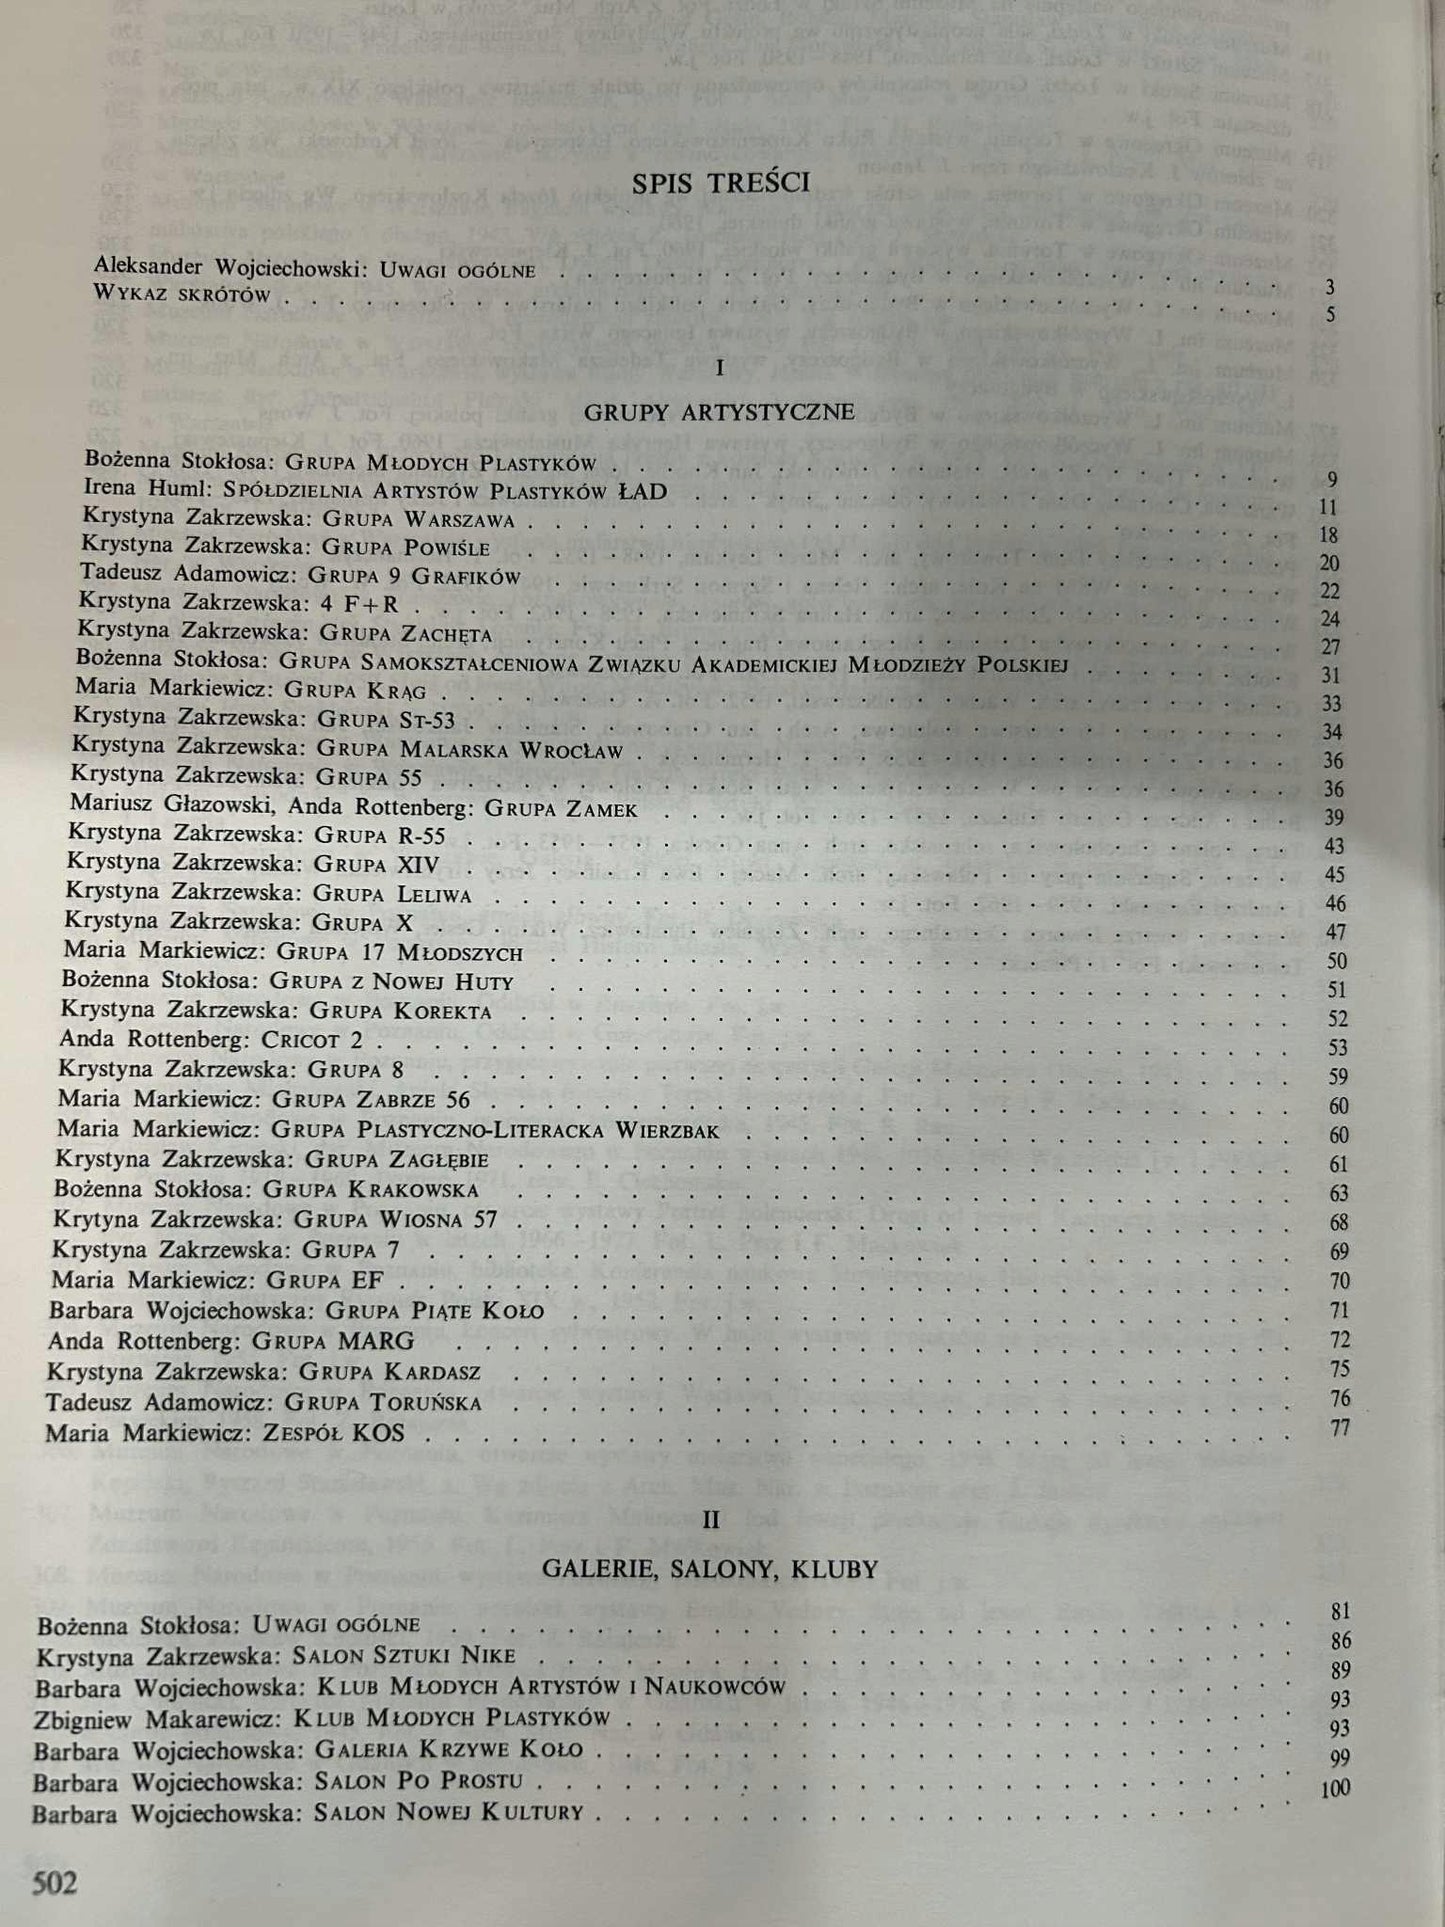 SPIS TREŚCI
Aleksander Wojciechowski: UWAGI OGÓLNE . . . 3
WYKAZ SKRÓTÓW . . . 5
I
GRUPY ARTYSTYCZNE
Bożenna Stokłosa: GRUPA MŁODYCH PLASTYKÓW . . . 9
Irena Huml: SPÓŁDZIELNIA ARTYSTÓW PLASTYKÓW ŁAD . . . 11
Krystyna Zakrzewska: GRUPA WARSZAWA . . . 18
Krystyna Zakrzewska: GRUPA POWIŚLE . . . 20
Tadeusz Adamowicz: GRUPA 9 GRAFIKÓW . . . 22
Krystyna Zakrzewska: 4 F+R . . . 24
Krystyna Zakrzewska: GRUPA ZACHĘTA . . . 27
Bożenna Stokłosa: GRUPA SAMOKSZTAŁCENIOWA ZWIĄZKU AKADEMICKIEJ MŁODZIEŻY POLSKIEJ . . . 31
Maria Markiewicz: GRUPA KRĄG . . . 33
Krystyna Zakrzewska: GRUPA ST-53 . . . 34
Krystyna Zakrzewska: GRUPA MALARSKA WROCŁAW . . . 36
Krystyna Zakrzewska: GRUPA 55 . . . 36
Mariusz Głazowski, Anda Rottenberg: GRUPA ZAMEK . . . 39
Krystyna Zakrzewska: GRUPA R-55 . . . 43
Krystyna Zakrzewska: GRUPA XIV . . . 45
Krystyna Zakrzewska: GRUPA LELIWA . . . 46
Krystyna Zakrzewska: GRUPA X . . . 47
Maria Markiewicz: GRUPA 17 MŁODSZYCH . . . 50
Bożenna Stokłosa: GRUPA Z NOWEJ HUTY . . . 51
Krystyna Zakrzewska: GRUPA KOREKTA . . . 52
Anda Rottenberg: CRICOT 2 . . . 53
Krystyna Zakrzewska: GRUPA 8 . . . 59
Maria Markiewicz: GRUPA ZABRZE 56 . . . 60
Maria Markiewicz: GRUPA PLASTYCZNO-LITERACKA WIERZBAK . . . 60
Krystyna Zakrzewska: GRUPA ZAGŁĘBIE . . . 61
Bożenna Stokłosa: GRUPA KRAKOWSKA . . . 63
Krytyna Zakrzewska: GRUPA WIOSNA 57 . . . 68
Krystyna Zakrzewska: GRUPA 7 . . . 69
Maria Markiewicz: GRUPA EF . . . 70
Barbara Wojciechowska: GRUPA PIĄTE KOŁO . . . 71
Anda Rottenberg: GRUPA MARG . . . 72
Krystyna Zakrzewska: GRUPA KARDASZ . . . 75
Tadeusz Adamowicz: GRUPA TORUŃSKA . . . 76
Maria Markiewicz: ZESPÓŁ KOS . . . 77
II
GALERIE, SALONY, KLUBY
Bożenna Stokłosa: UWAGI OGÓLNE . . . 81
Krystyna Zakrzewska: SALON SZTUKI NIKE . . . 86
Barbara Wojciechowska: KLUB MŁODYCH ARTYSTÓW I NAUKOWCÓW . . . 89
Zbigniew Makarewicz: KLUB MŁODYCH PLASTYKÓW . . . 93
Barbara Wojciechowska: GALERIA KRZYWE KOŁO . . . 93
Barbara Wojciechowska: SALON PO PROSTU . . . 99
Barbara Wojciechowska: SALON NOWEJ KULTURY . . . 100
502